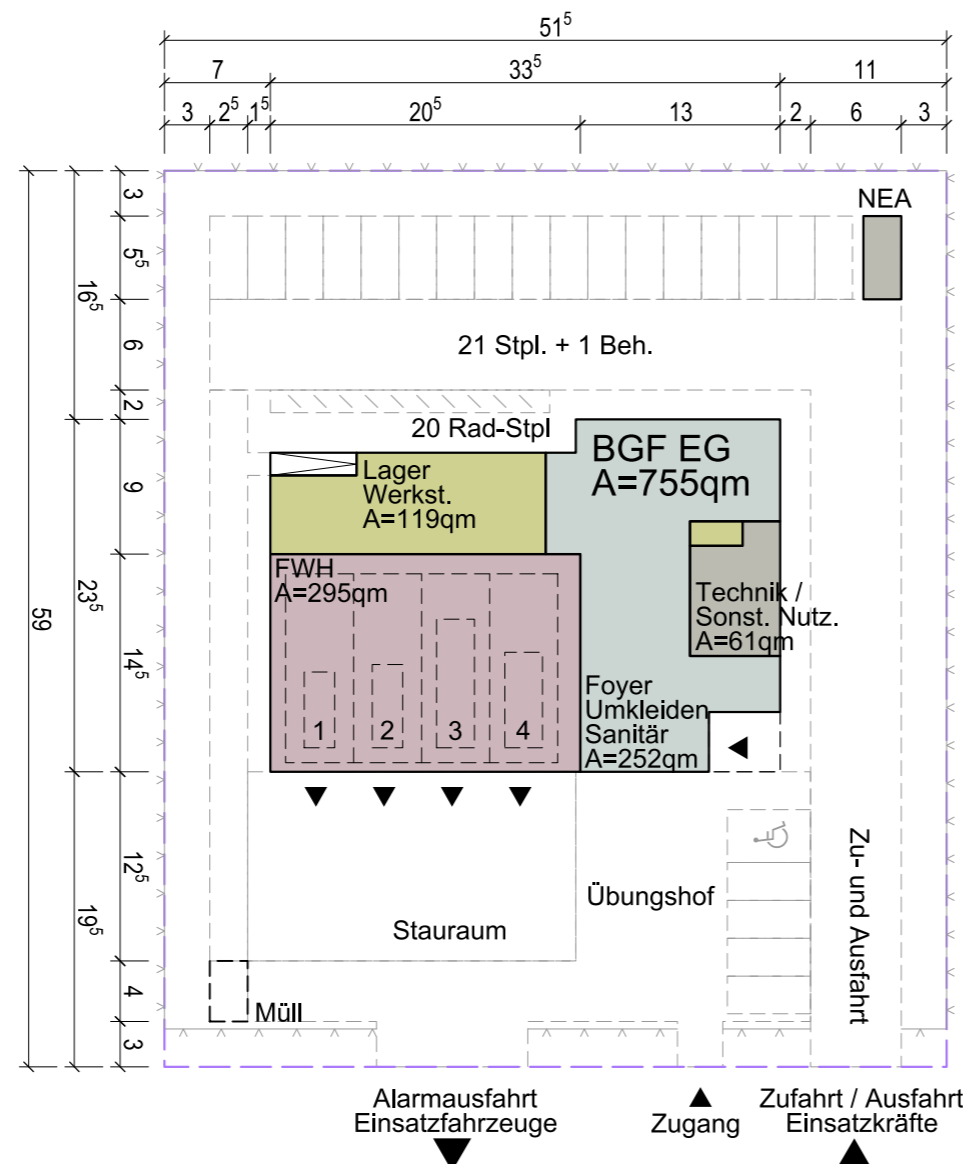 51⁵
7 33⁵ 11
3 2⁵ 1⁵ 20⁵ 13 2 6 3
59
16⁵
23⁵
19⁵
3
5⁵
6
2
9
14⁵
12⁵
4
3
NEA
21 Stpl. + 1 Beh.
20 Rad-Stpl
BGF EG
A=755qm
Lager
Werkst.
A=119qm
FWH
A=295qm
1 2 3 4
Technik /
Sonst. Nutz.
A=61qm
Foyer
Umkleiden
Sanitär
A=252qm
Stauraum
Übungshof
Zu- und Ausfahrt
Müll
Alarmausfahrt
Einsatzfahrzeuge
Zugang
Zufahrt / Ausfahrt
Einsatzkräfte